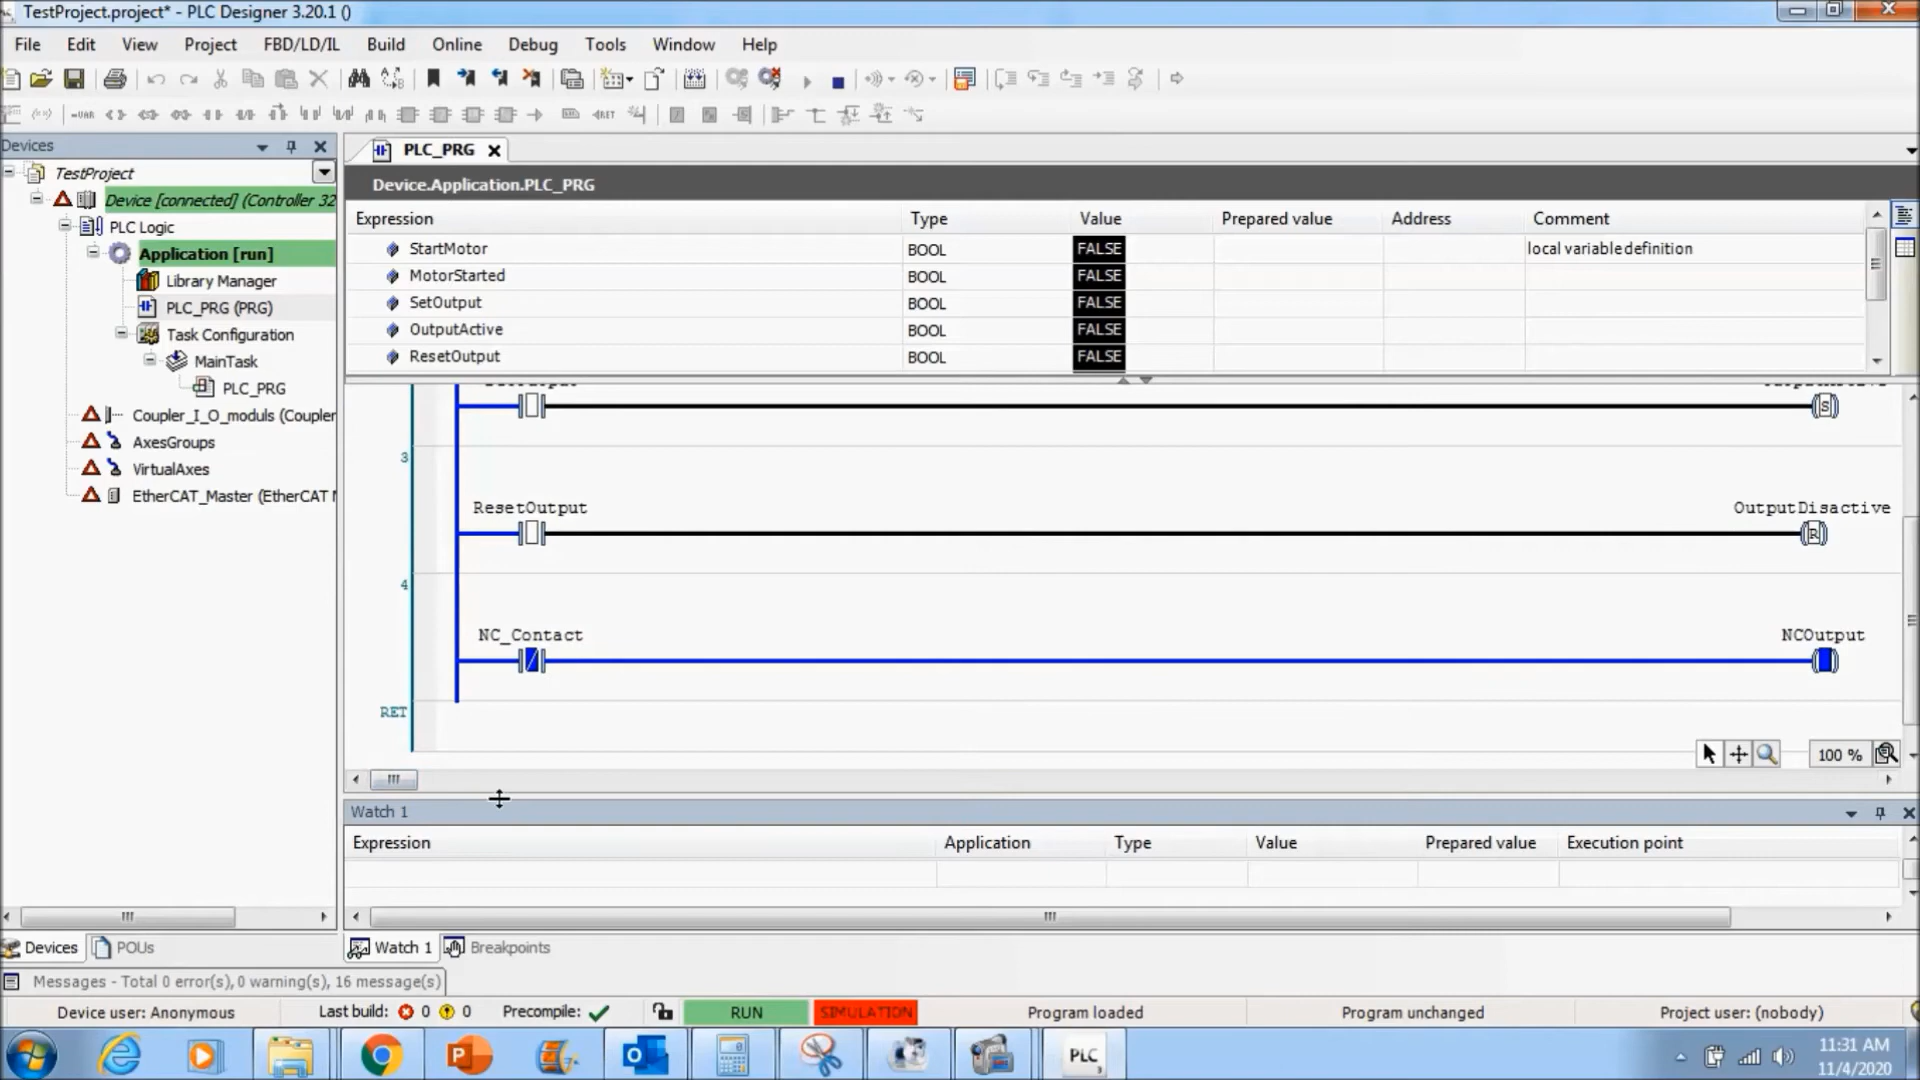 TestProject.project* - PLC Designer 3.20.1 ()
File Edit View Project FBD/LD/IL Build Online Debug Tools Window Help
Devices
TestProject
Device [connected] (Controller 32
PLC Logic
Application [run]
Library Manager
PLC_PRG (PRG)
Task Configuration
MainTask
PLC_PRG
Coupler_I_O_moduls (Coupler
AxesGroups
VirtualAxes
EtherCAT_Master (EtherCAT
PLC_PRG
Device.Application.PLC_PRG
Expression Type Value Prepared value Address Comment
StartMotor BOOL FALSE local variable definition
MotorStarted BOOL FALSE
SetOutput BOOL FALSE
OutputActive BOOL FALSE
ResetOutput BOOL FALSE
S
3
ResetOutput OutputDisactive
R
4
NC_Contact NCOutput
RET
100 %
Watch 1
Expression Application Type Value Prepared value Execution point
Devices POUs Watch 1 Breakpoints
Messages - Total 0 error(s), 0 warning(s), 16 message(s)
Device user: Anonymous Last build: 0 0 Precompile: RUN SIMULATION Program loaded Program unchanged Project user: (nobody)
PLC
11:31 AM
11/4/2020